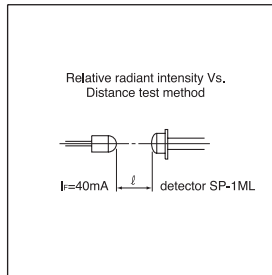 Relative radiant intensity Vs.
Distance test method
IF=40mA ℓ detector SP-1ML